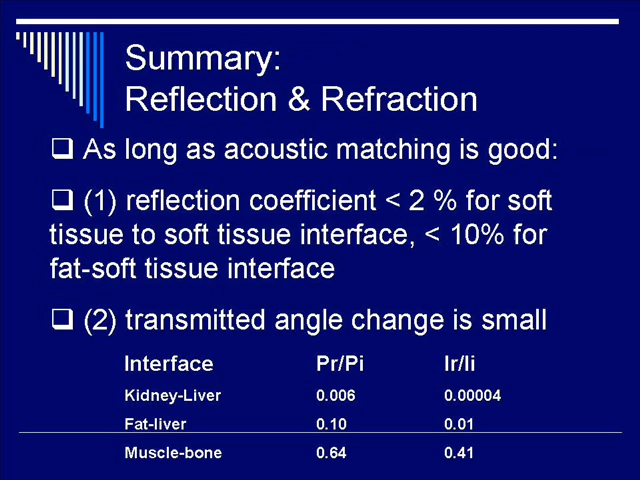 Summary:
Reflection & Refraction
❑ As long as acoustic matching is good:
❑ (1) reflection coefficient < 2 % for soft
tissue to soft tissue interface, < 10% for
fat-soft tissue interface
❑ (2) transmitted angle change is small
Interface Pr/Pi Ir/Ii
Kidney-Liver 0.006 0.00004
Fat-liver 0.10 0.01
Muscle-bone 0.64 0.41